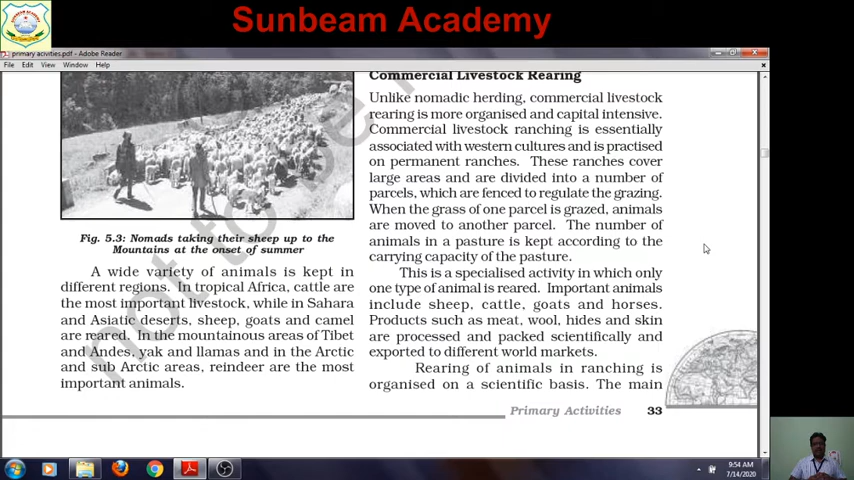 Sunbeam Academy
primary acivities.pdf - Adobe Reader
File Edit View Window Help
Fig. 5.3: Nomads taking their sheep up to the
Mountains at the onset of summer
A wide variety of animals is kept in
different regions. In tropical Africa, cattle are
the most important livestock, while in Sahara
and Asiatic deserts, sheep, goats and camel
are reared. In the mountainous areas of Tibet
and Andes, yak and llamas and in the Arctic
and sub Arctic areas, reindeer are the most
important animals.
Commercial Livestock Rearing
Unlike nomadic herding, commercial livestock
rearing is more organised and capital intensive.
Commercial livestock ranching is essentially
associated with western cultures and is practised
on permanent ranches. These ranches cover
large areas and are divided into a number of
parcels, which are fenced to regulate the grazing.
When the grass of one parcel is grazed, animals
are moved to another parcel. The number of
animals in a pasture is kept according to the
carrying capacity of the pasture.
This is a specialised activity in which only
one type of animal is reared. Important animals
include sheep, cattle, goats and horses.
Products such as meat, wool, hides and skin
are processed and packed scientifically and
exported to different world markets.
Rearing of animals in ranching is
organised on a scientific basis. The main
Primary Activities 33
not to be
9:54 AM
7/14/2020